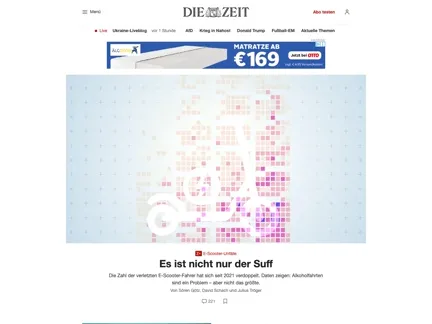 Menü
DIE ZEIT
Abo testen
Live Ukraine-Liveblog vor 1 Stunde AfD Krieg in Nahost Donald Trump Fußball-EM Aktuelle Themen
MATRATZE AB
€169
Jetzt bei OTTO
Z+ E-Scooter-Unfälle
Es ist nicht nur der Suff
Die Zahl der verletzten E-Scooter-Fahrer hat sich seit 2021 verdoppelt. Daten zeigen: Alkoholfahrten
sind ein Problem – aber nicht das größte.
Von Sören Götz, David Schach und Julius Tröger
221